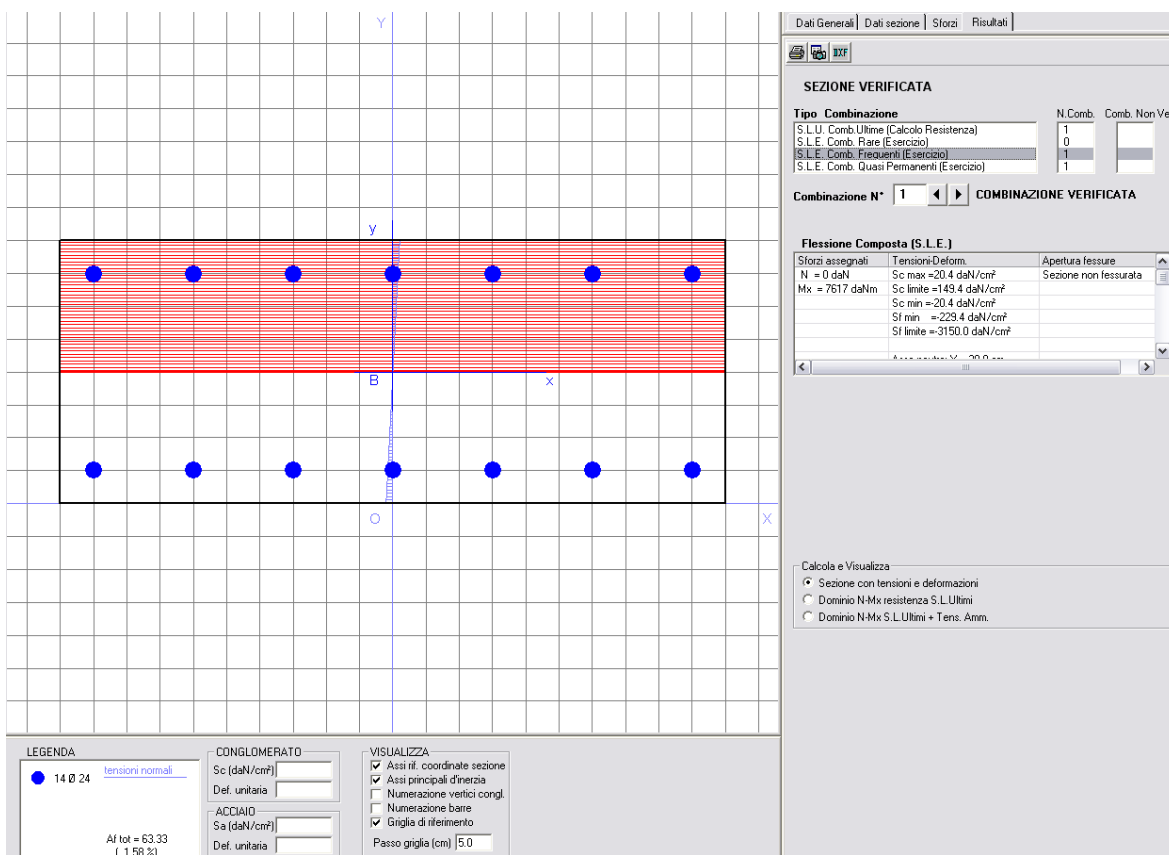 Y
Dati Generali Dati sezione Sforzi Risultati
DXF
SEZIONE VERIFICATA
Tipo Combinazione N.Comb. Comb. Non Ve
S.L.U. Comb.Ultime (Calcolo Resistenza) 1
S.L.E. Comb. Rare (Esercizio) 0
S.L.E. Comb. Frequenti (Esercizio) 1
S.L.E. Comb. Quasi Permanenti (Esercizio) 1
Combinazione N° 1 COMBINAZIONE VERIFICATA
y
Flessione Composta (S.L.E.)
Sforzi assegnati Tensioni-Deform. Apertura fessure
N = 0 daN Sc max =20.4 daN/cm² Sezione non fessurata
Mx = 7617 daNm Sc limite =149.4 daN/cm²
Sc min =-20.4 daN/cm²
Sf min =-229.4 daN/cm²
Sf limite =-3150.0 daN/cm²
B x
O X
Calcola e Visualizza
Sezione con tensioni e deformazioni
Dominio N-Mx resistenza S.L.Ultimi
Dominio N-Mx S.L.Ultimi + Tens. Amm.
LEGENDA
14 Ø 24 tensioni normali
Af tot = 63.33
( 1.58 %)
CONGLOMERATO
Sc (daN/cm²)
Def. unitaria
ACCIAIO
Sa (daN/cm²)
Def. unitaria
VISUALIZZA
Assi rif. coordinate sezione
Assi principali d'inerzia
Numerazione vertici congl.
Numerazione barre
Griglia di riferimento
Passo griglia (cm) 5.0